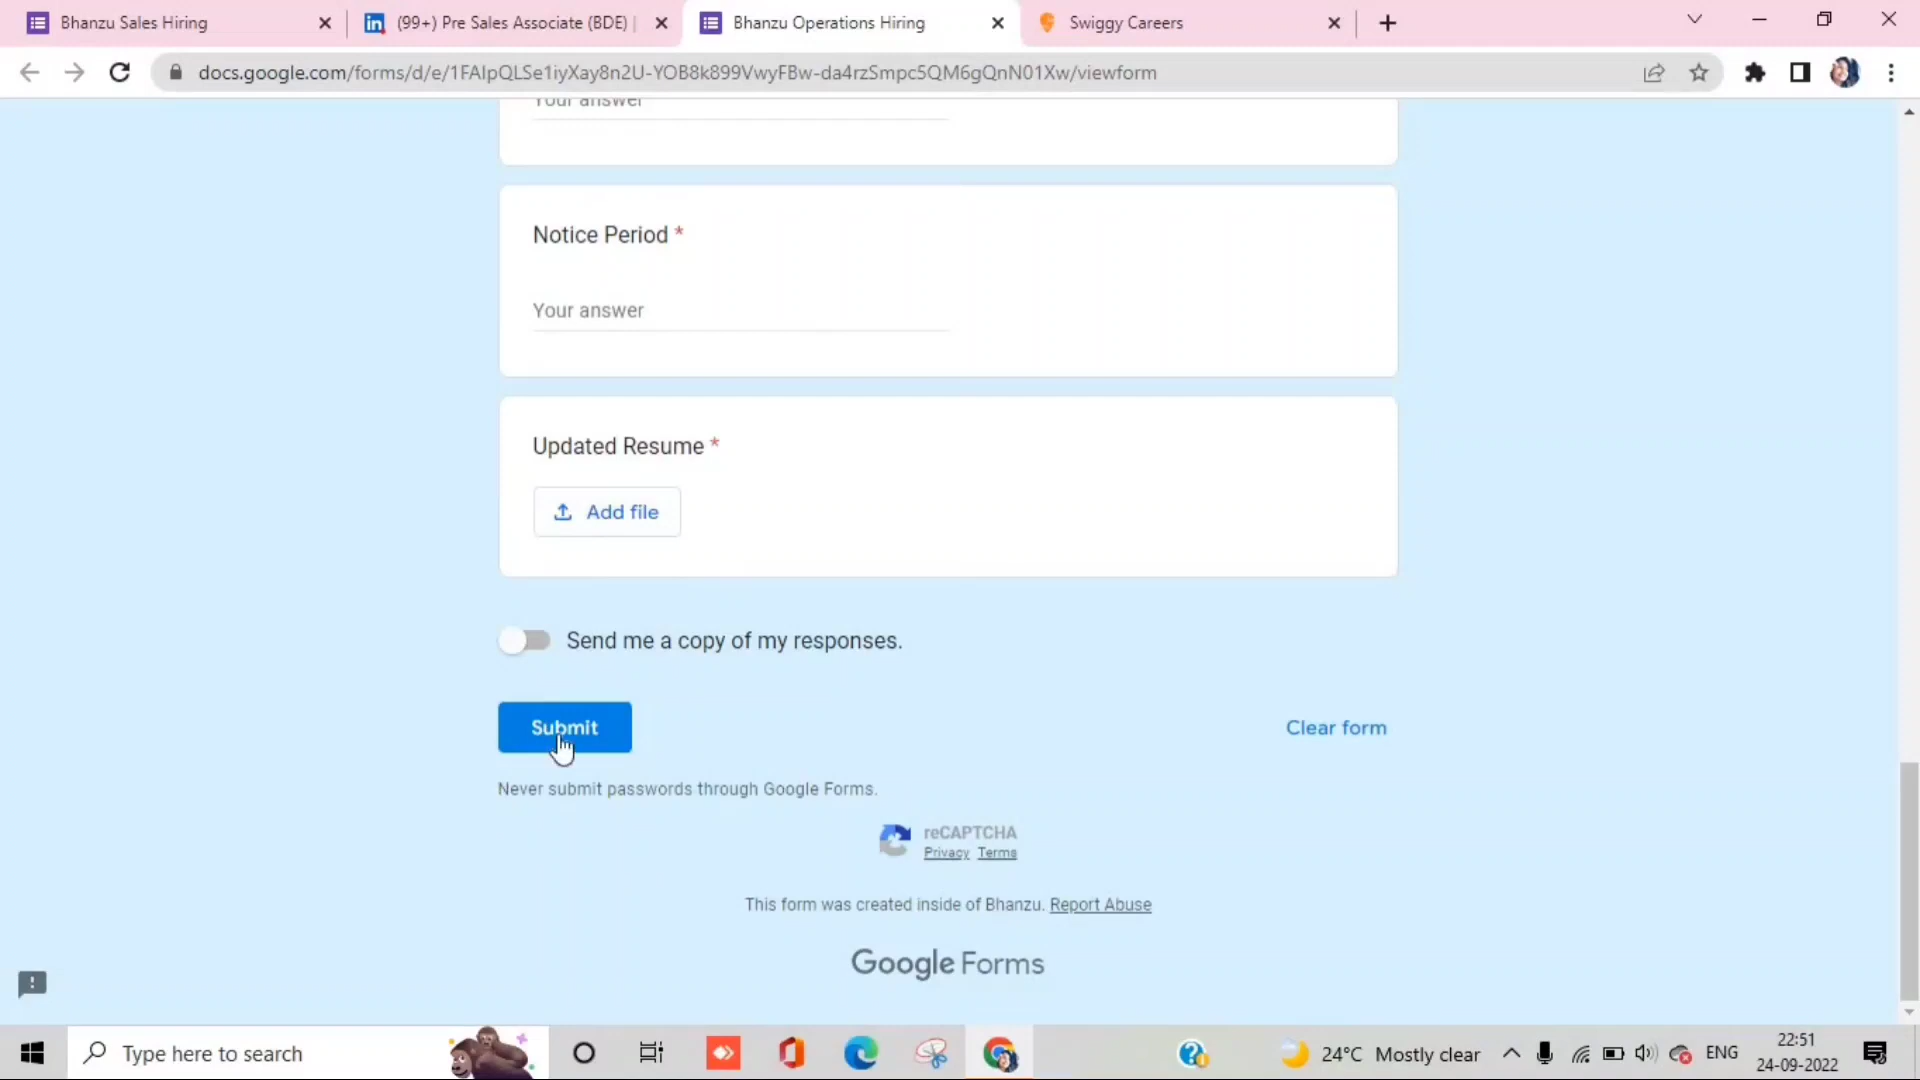 Bhanzu Sales Hiring
(99+) Pre Sales Associate (BDE) |
Bhanzu Operations Hiring
Swiggy Careers
docs.google.com/forms/d/e/1FAIpQLSe1iyXay8n2U-YOB8k899VwyFBw-da4rzSmpc5QM6gQnN01Xw/viewform
Your answer
Notice Period *
Your answer
Updated Resume *
Add file
Send me a copy of my responses.
Submit
Clear form
Never submit passwords through Google Forms.
reCAPTCHA
Privacy Terms
This form was created inside of Bhanzu. Report Abuse
Google Forms
Type here to search
24°C Mostly clear
ENG
22:51
24-09-2022